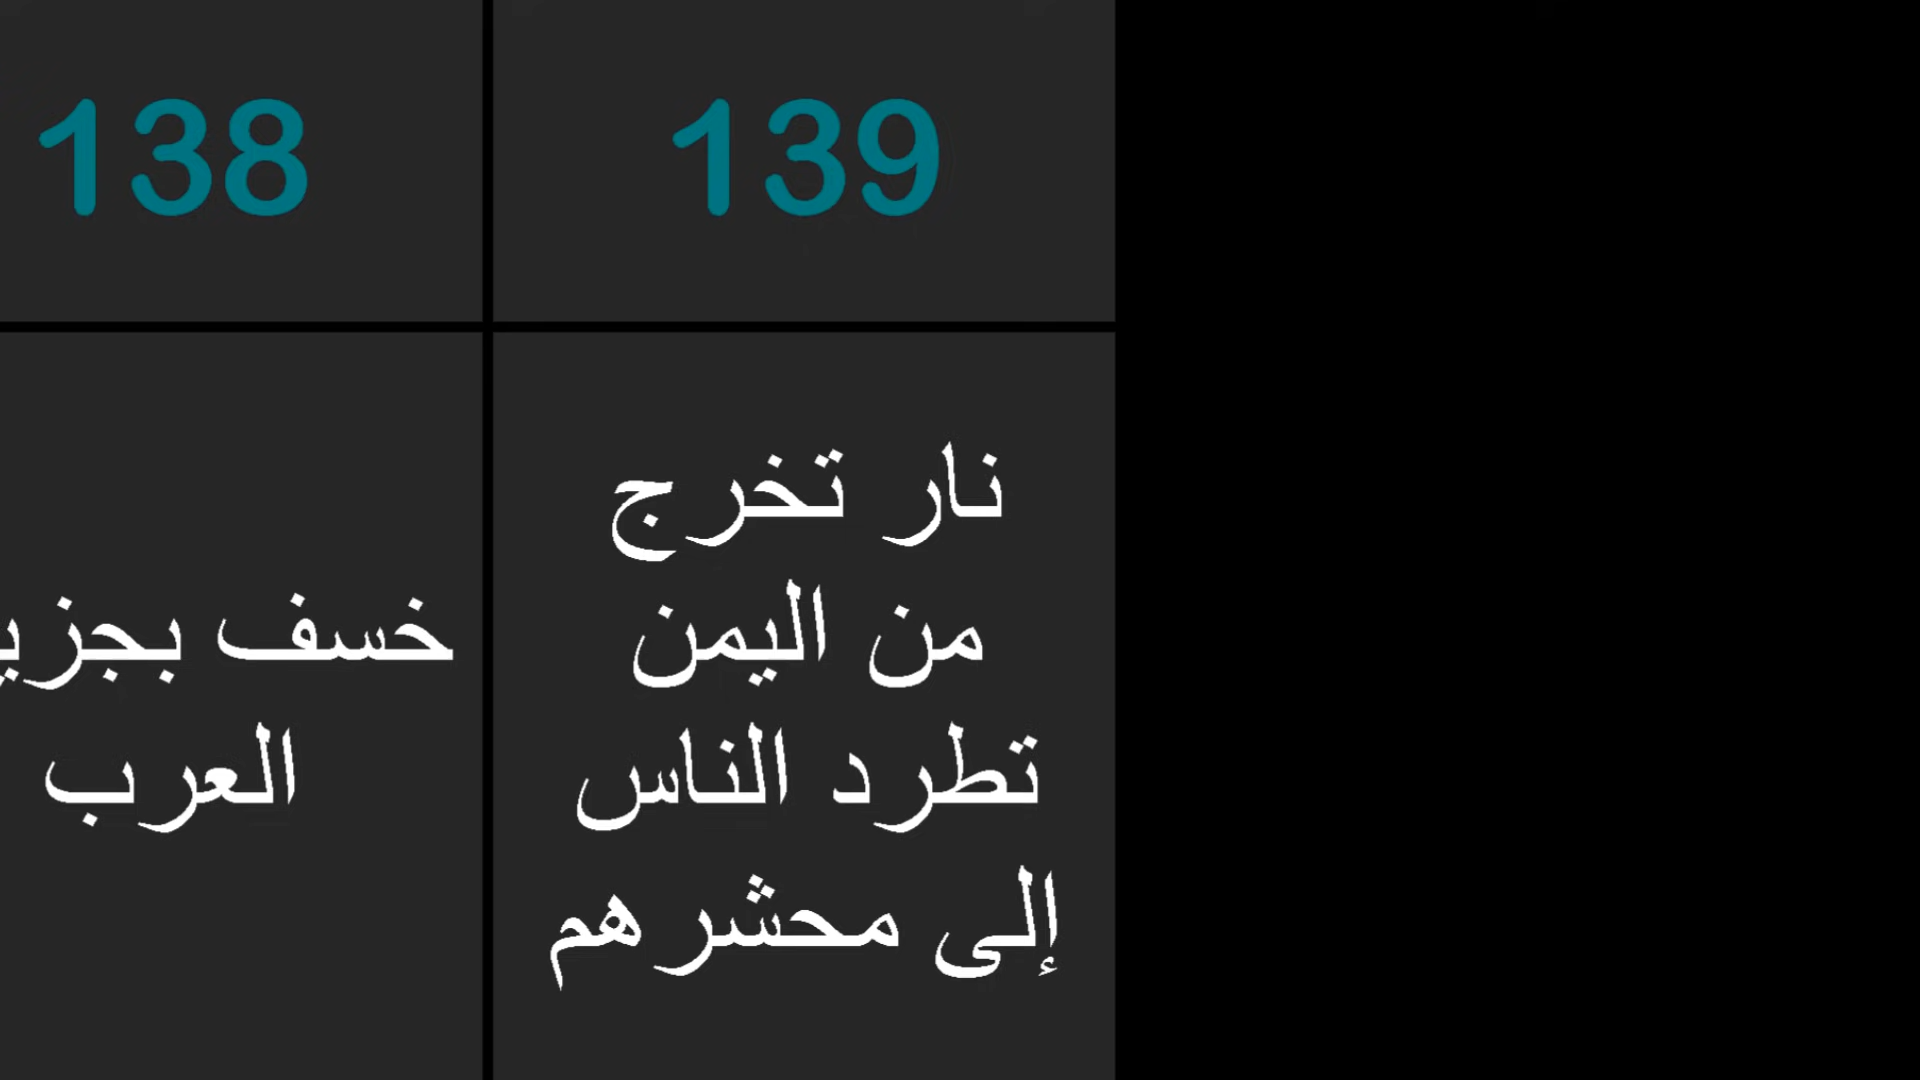 138
خسف
العرب
139
نار تخرج
من اليمن
تطرد الناس
إلى محشرهم